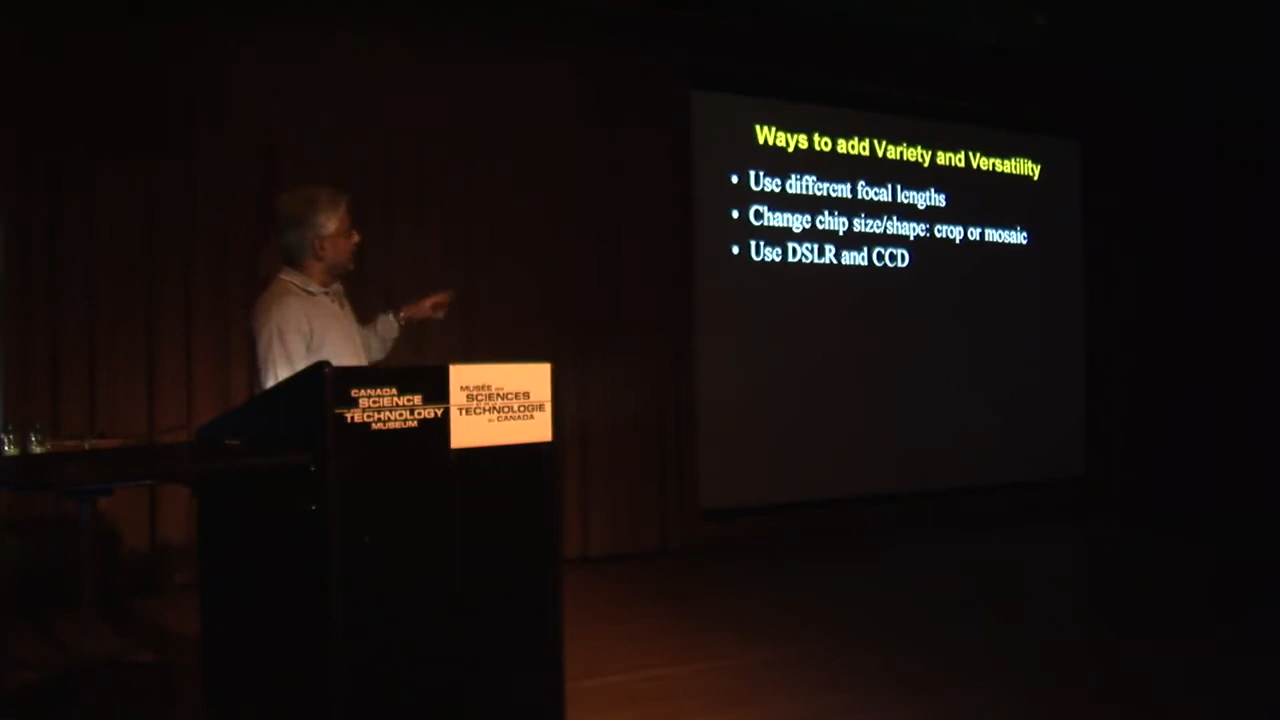 Ways to add Variety and Versatility
• Use different focal lengths
• Change chip size/shape: crop or mosaic
• Use DSLR and CCD
CANADA
SCIENCE
TECHNOLOGY
MUSEUM
MUSÉE DES
SCIENCES
TECHNOLOGIE
DU CANADA